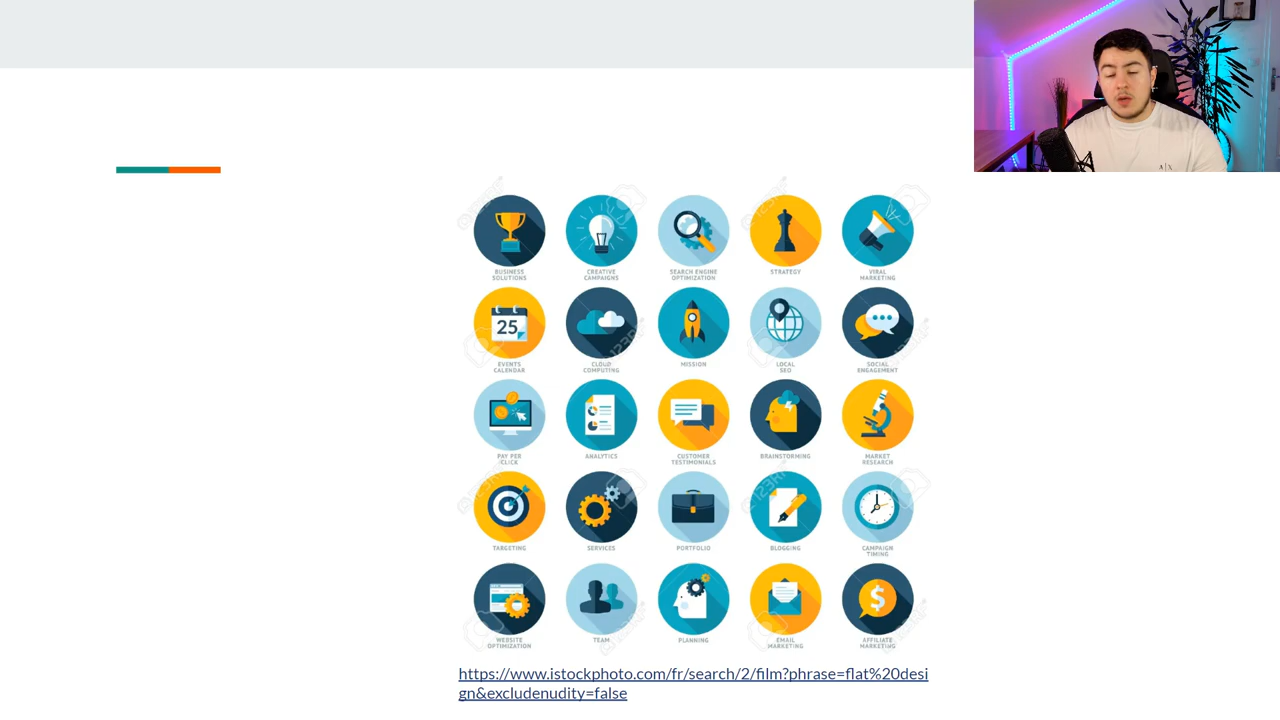 BUSINESS
SOLUTIONS
CREATIVE
CAMPAIGNS
SEARCH ENGINE
OPTIMIZATION
STRATEGY
VIRAL
MARKETING
25
EVENTS
CALENDAR
CLOUD
COMPUTING
MISSION
LOCAL
SEO
SOCIAL
ENGAGEMENT
PAY PER
CLICK
ANALYTICS
CUSTOMER
TESTIMONIALS
BRAINSTORMING
MARKET
RESEARCH
TARGETING
SERVICES
PORTFOLIO
BLOGGING
CAMPAIGN
TIMING
WEBSITE
OPTIMIZATION
TEAM
PLANNING
EMAIL
MARKETING
$
AFFILIATE
MARKETING
https://www.istockphoto.com/fr/search/2/film?phrase=flat%20desi
gn&excludenudity=false
A|X